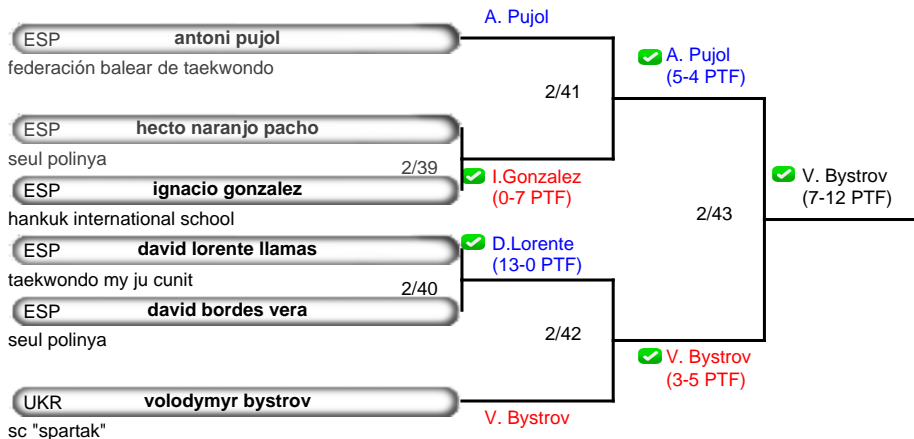 A. Pujol
ESP antoni pujol
federación balear de taekwondo
A. Pujol
(5-4 PTF)
2/41
ESP hecto naranjo pacho
seul polinya
2/39
I.Gonzalez
(0-7 PTF)
ESP ignacio gonzalez
hankuk international school
V. Bystrov
(7-12 PTF)
2/43
ESP david lorente llamas
taekwondo my ju cunit
D.Lorente
(13-0 PTF)
2/40
ESP david bordes vera
seul polinya
2/42
V. Bystrov
(3-5 PTF)
UKR volodymyr bystrov
sc "spartak"
V. Bystrov